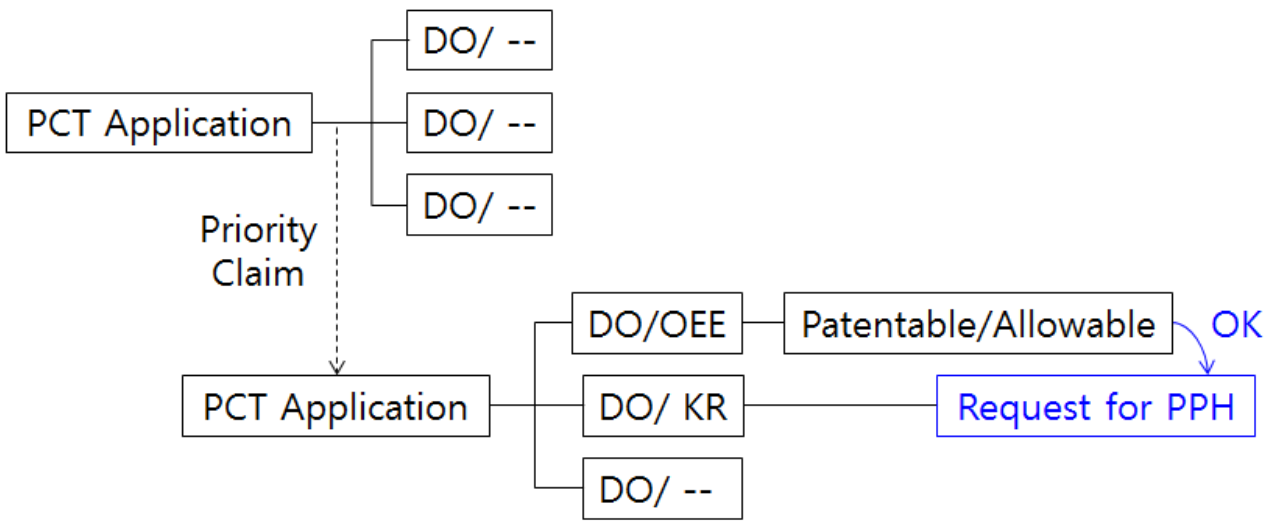 DO/ --
PCT Application
DO/ --
DO/ --
Priority
Claim
DO/OEE
Patentable/Allowable
OK
PCT Application
DO/ KR
Request for PPH
DO/ --